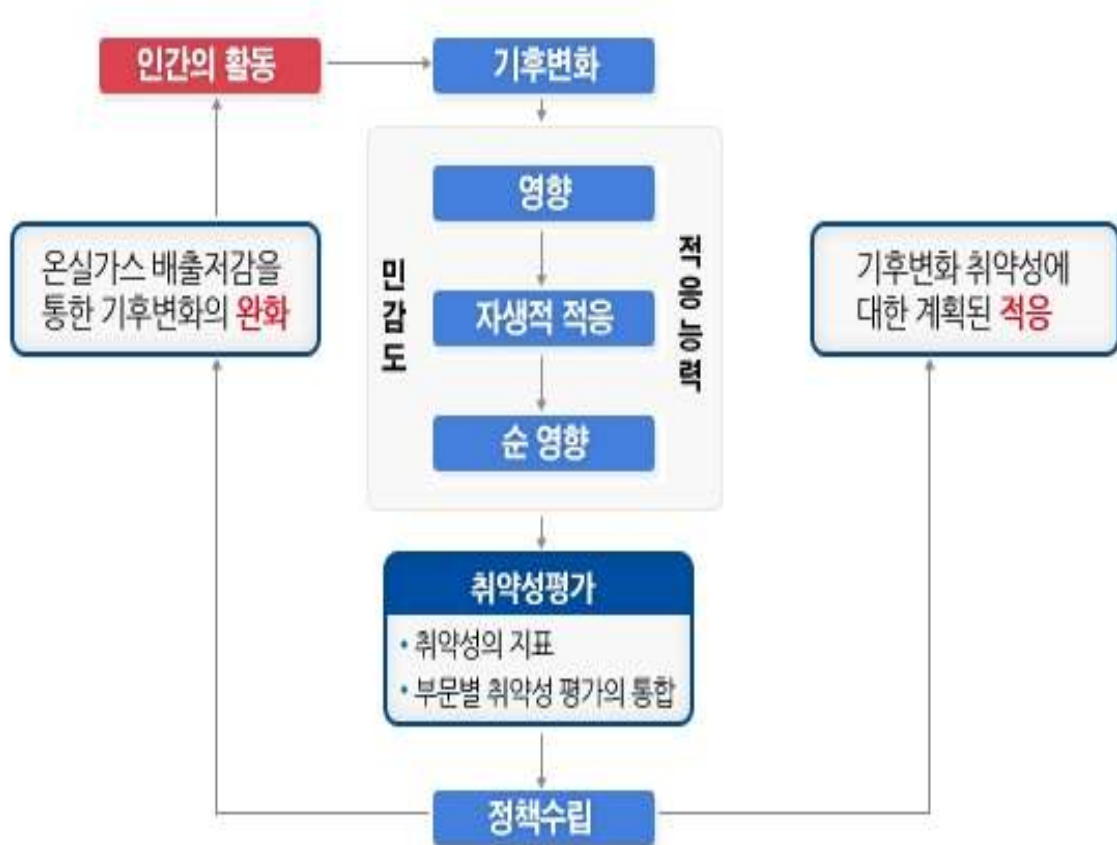 인간의 활동
기후변화
영향
민감도
적응능력
온실가스 배출저감을
통한 기후변화의 완화
자생적 적응
기후변화 취약성에
대한 계획된 적응
순 영향
취약성평가
• 취약성의 지표
• 부문별 취약성 평가의 통합
정책수립